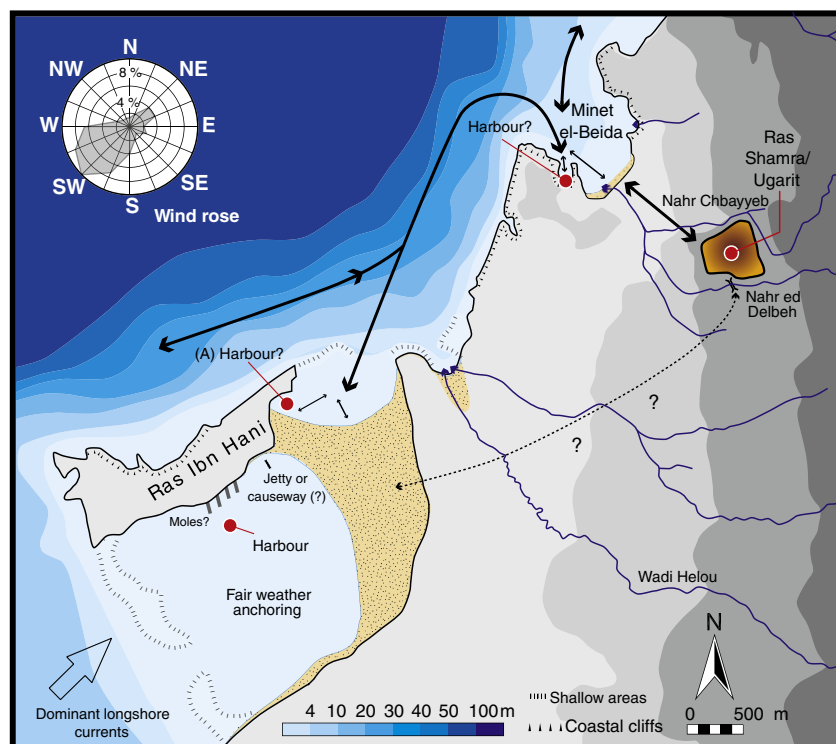 N
NW
NE
8 %
4 %
W
E
SW
SE
S
Wind rose
Minet
el-Beida
Harbour?
Ras
Shamra/
Ugarit
Nahr Chbayyeb
Nahr ed
Delbeh
(A) Harbour?
?
?
Ras Ibn Hani
Jetty or
causeway (?)
Moles?
Harbour
Fair weather
anchoring
Wadi Helou
N
Dominant longshore
currents
4 10 20 30 40 50 100m
Shallow areas
Coastal cliffs
0 500 m